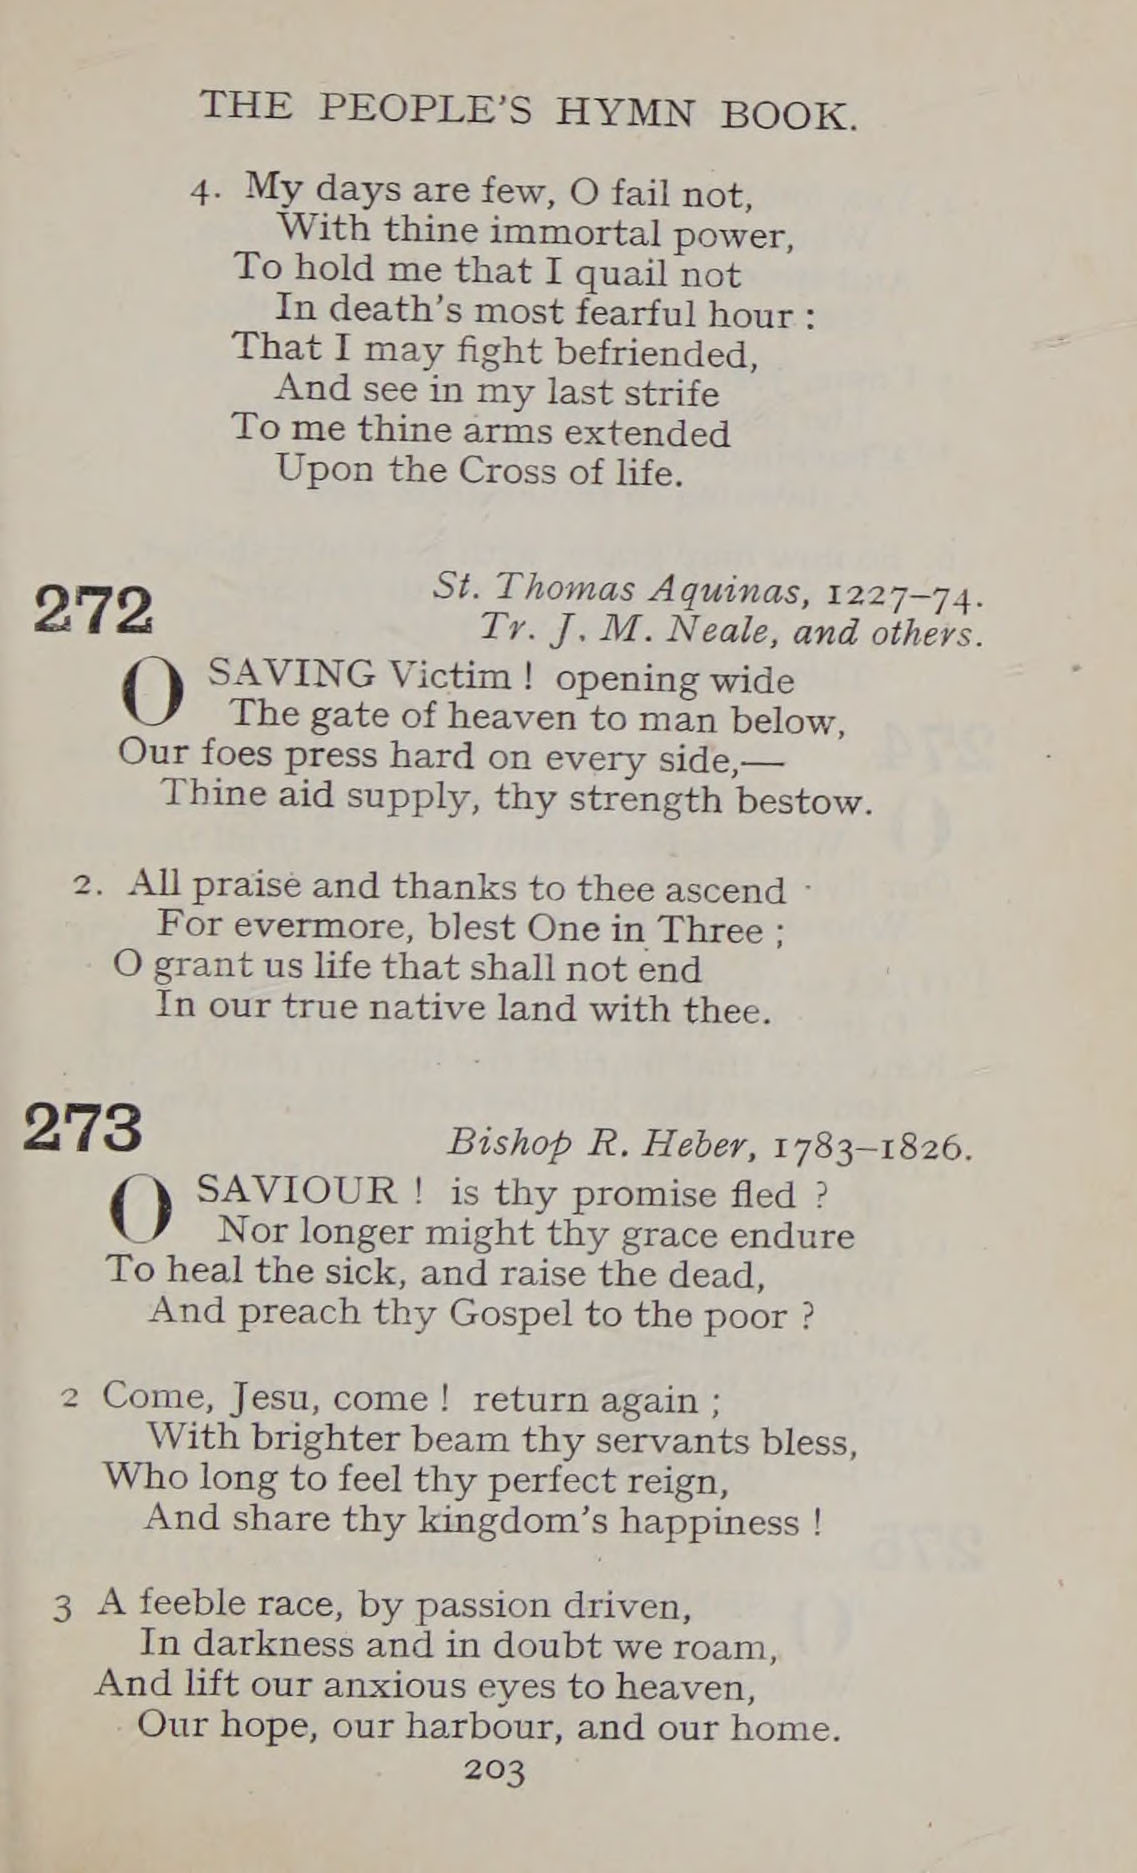 THE PEOPLE'S HYMN BOOK.
4. My days are few, O fail not,
With thine immortal power,
To hold me that I quail not
In death's most fearful hour :
That I may fight befriended,
And see in my last strife
To me thine arms extended
Upon the Cross of life.
272
St. Thomas Aquinas, 1227–74.
Tr. J. M. Neale, and others.
O SAVING Victim ! opening wide
The gate of heaven to man below,
Our foes press hard on every side,—
Thine aid supply, thy strength bestow.
2. All praise and thanks to thee ascend
For evermore, blest One in Three ;
O grant us life that shall not end
In our true native land with thee.
273
Bishop R. Heber, 1783–1826.
O SAVIOUR ! is thy promise fled ?
Nor longer might thy grace endure
To heal the sick, and raise the dead,
And preach thy Gospel to the poor ?
2 Come, Jesu, come ! return again ;
With brighter beam thy servants bless,
Who long to feel thy perfect reign,
And share thy kingdom's happiness !
3 A feeble race, by passion driven,
In darkness and in doubt we roam,
And lift our anxious eyes to heaven,
Our hope, our harbour, and our home.
203